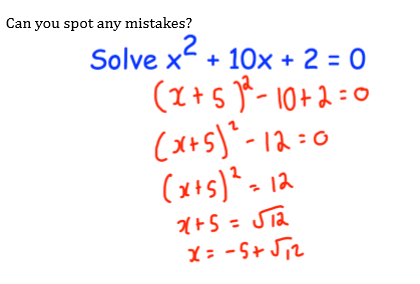 Can you spot any mistakes?
Solve x² + 10x + 2 = 0
(x+5)² - 10 + 2 = 0
(x+5)² - 12 = 0
(x+5)² = 12
x+5 = √12
x = -5+√12